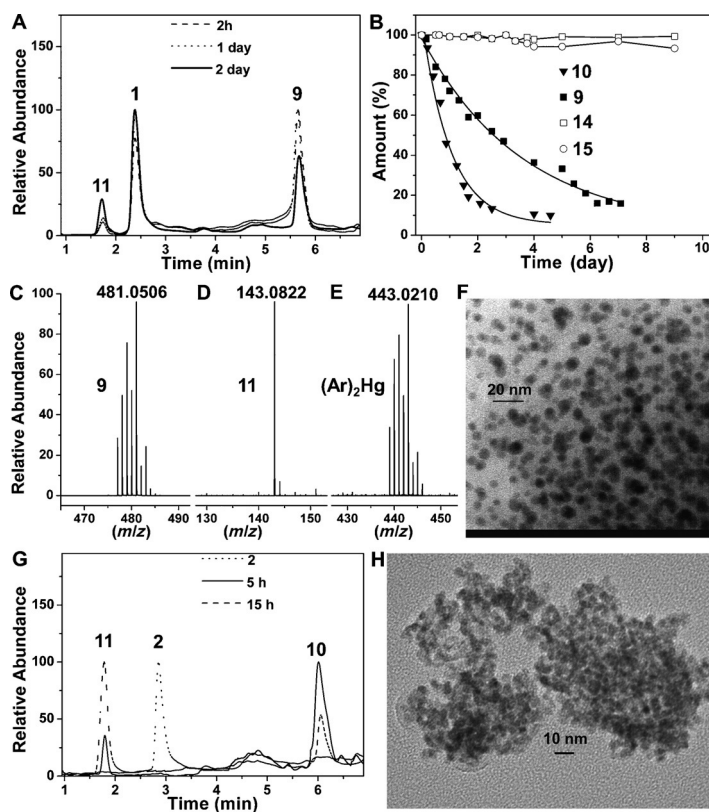 A
2h
1 day
2 day
11
1
9
Relative Abundance
0
50
100
150
1 2 3 4 5 6
Time (min)
B
10
9
14
15
Amount (%)
0
20
40
60
80
100
0 2 4 6 8 10
Time (day)
C
481.0506
9
Relative Abundance
0
20
40
60
80
100
470 480 490
(m/z)
D
143.0822
11
130 140 150
(m/z)
E
443.0210
(Ar)2Hg
430 440 450
(m/z)
F
20 nm
G
2
5 h
15 h
11
2
10
Relative Abundance
0
50
100
150
1 2 3 4 5 6
Time (min)
H
10 nm